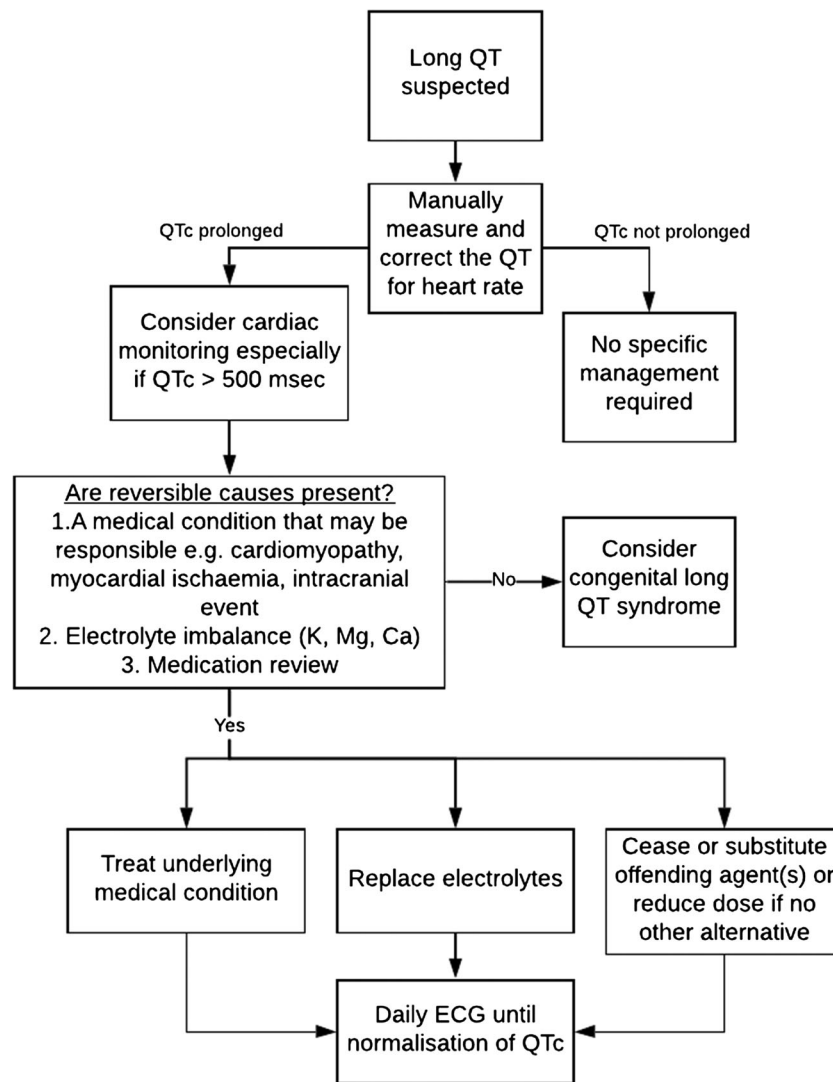 Long QT
suspected
Manually
measure and
correct the QT
for heart rate
QTc prolonged
QTc not prolonged
Consider cardiac
monitoring especially
if QTc > 500 msec
No specific
management
required
Are reversible causes present?
1.A medical condition that may be
responsible e.g. cardiomyopathy,
myocardial ischaemia, intracranial
event
2. Electrolyte imbalance (K, Mg, Ca)
3. Medication review
No
Consider
congenital long
QT syndrome
Yes
Treat underlying
medical condition
Replace electrolytes
Cease or substitute
offending agent(s) or
reduce dose if no
other alternative
Daily ECG until
normalisation of QTc